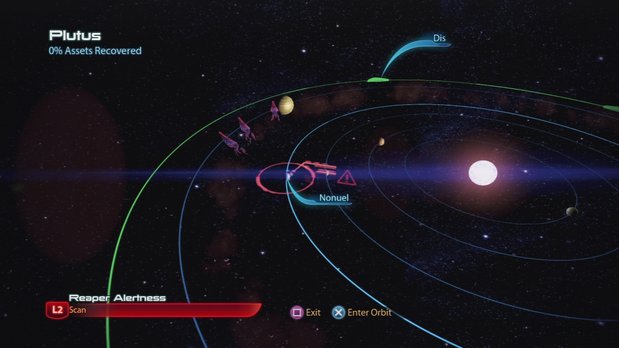 Plutus
0% Assets Recovered
Dis
Nonuel
Reaper Alertness
L2 Scan
Exit
Enter Orbit